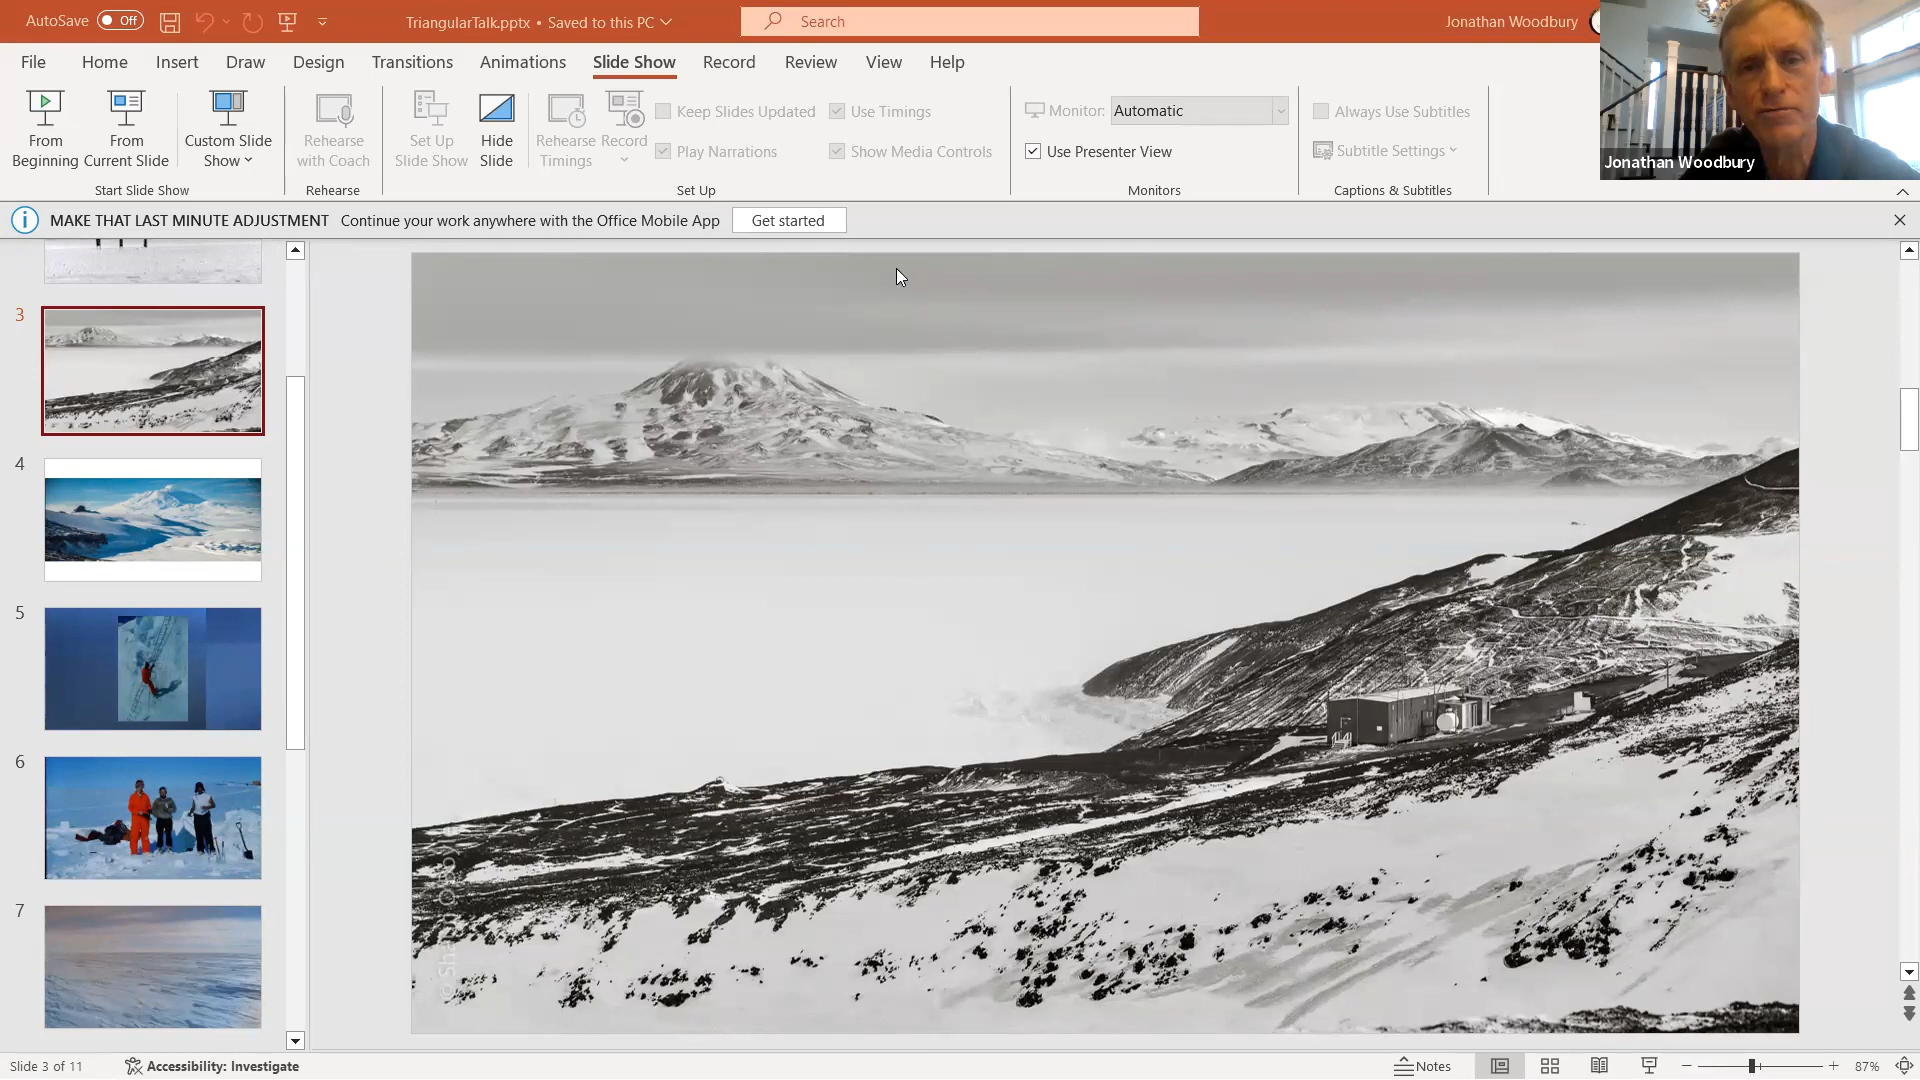 AutoSave Off TriangularTalk.pptx • Saved to this PC Search Jonathan Woodbury
File Home Insert Draw Design Transitions Animations Slide Show Record Review View Help
From Beginning
From Current Slide
Custom Slide Show
Rehearse with Coach
Set Up Slide Show
Hide Slide
Rehearse Timings
Record
Keep Slides Updated
Use Timings
Play Narrations
Show Media Controls
Monitor: Automatic
Use Presenter View
Always Use Subtitles
Subtitle Settings
Jonathan Woodbury
Start Slide Show Rehearse Set Up Monitors Captions & Subtitles
MAKE THAT LAST MINUTE ADJUSTMENT Continue your work anywhere with the Office Mobile App Get started
3
4
5
6
7
Slide 3 of 11 Accessibility: Investigate Notes 87%